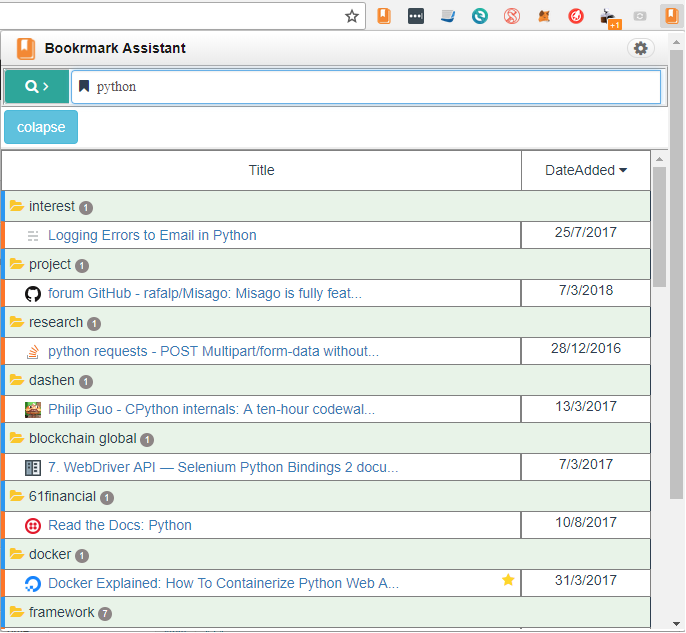 +1
Bookrmark Assistant
python
colapse
Title DateAdded
interest 1
Logging Errors to Email in Python 25/7/2017
project 1
forum GitHub - rafalp/Misago: Misago is fully feat... 7/3/2018
research 1
python requests - POST Multipart/form-data without... 28/12/2016
dashen 1
Philip Guo - CPython internals: A ten-hour codewal... 13/3/2017
blockchain global 1
7. WebDriver API — Selenium Python Bindings 2 docu... 7/3/2017
61financial 1
Read the Docs: Python 10/8/2017
docker 1
Docker Explained: How To Containerize Python Web A... 31/3/2017
framework 7